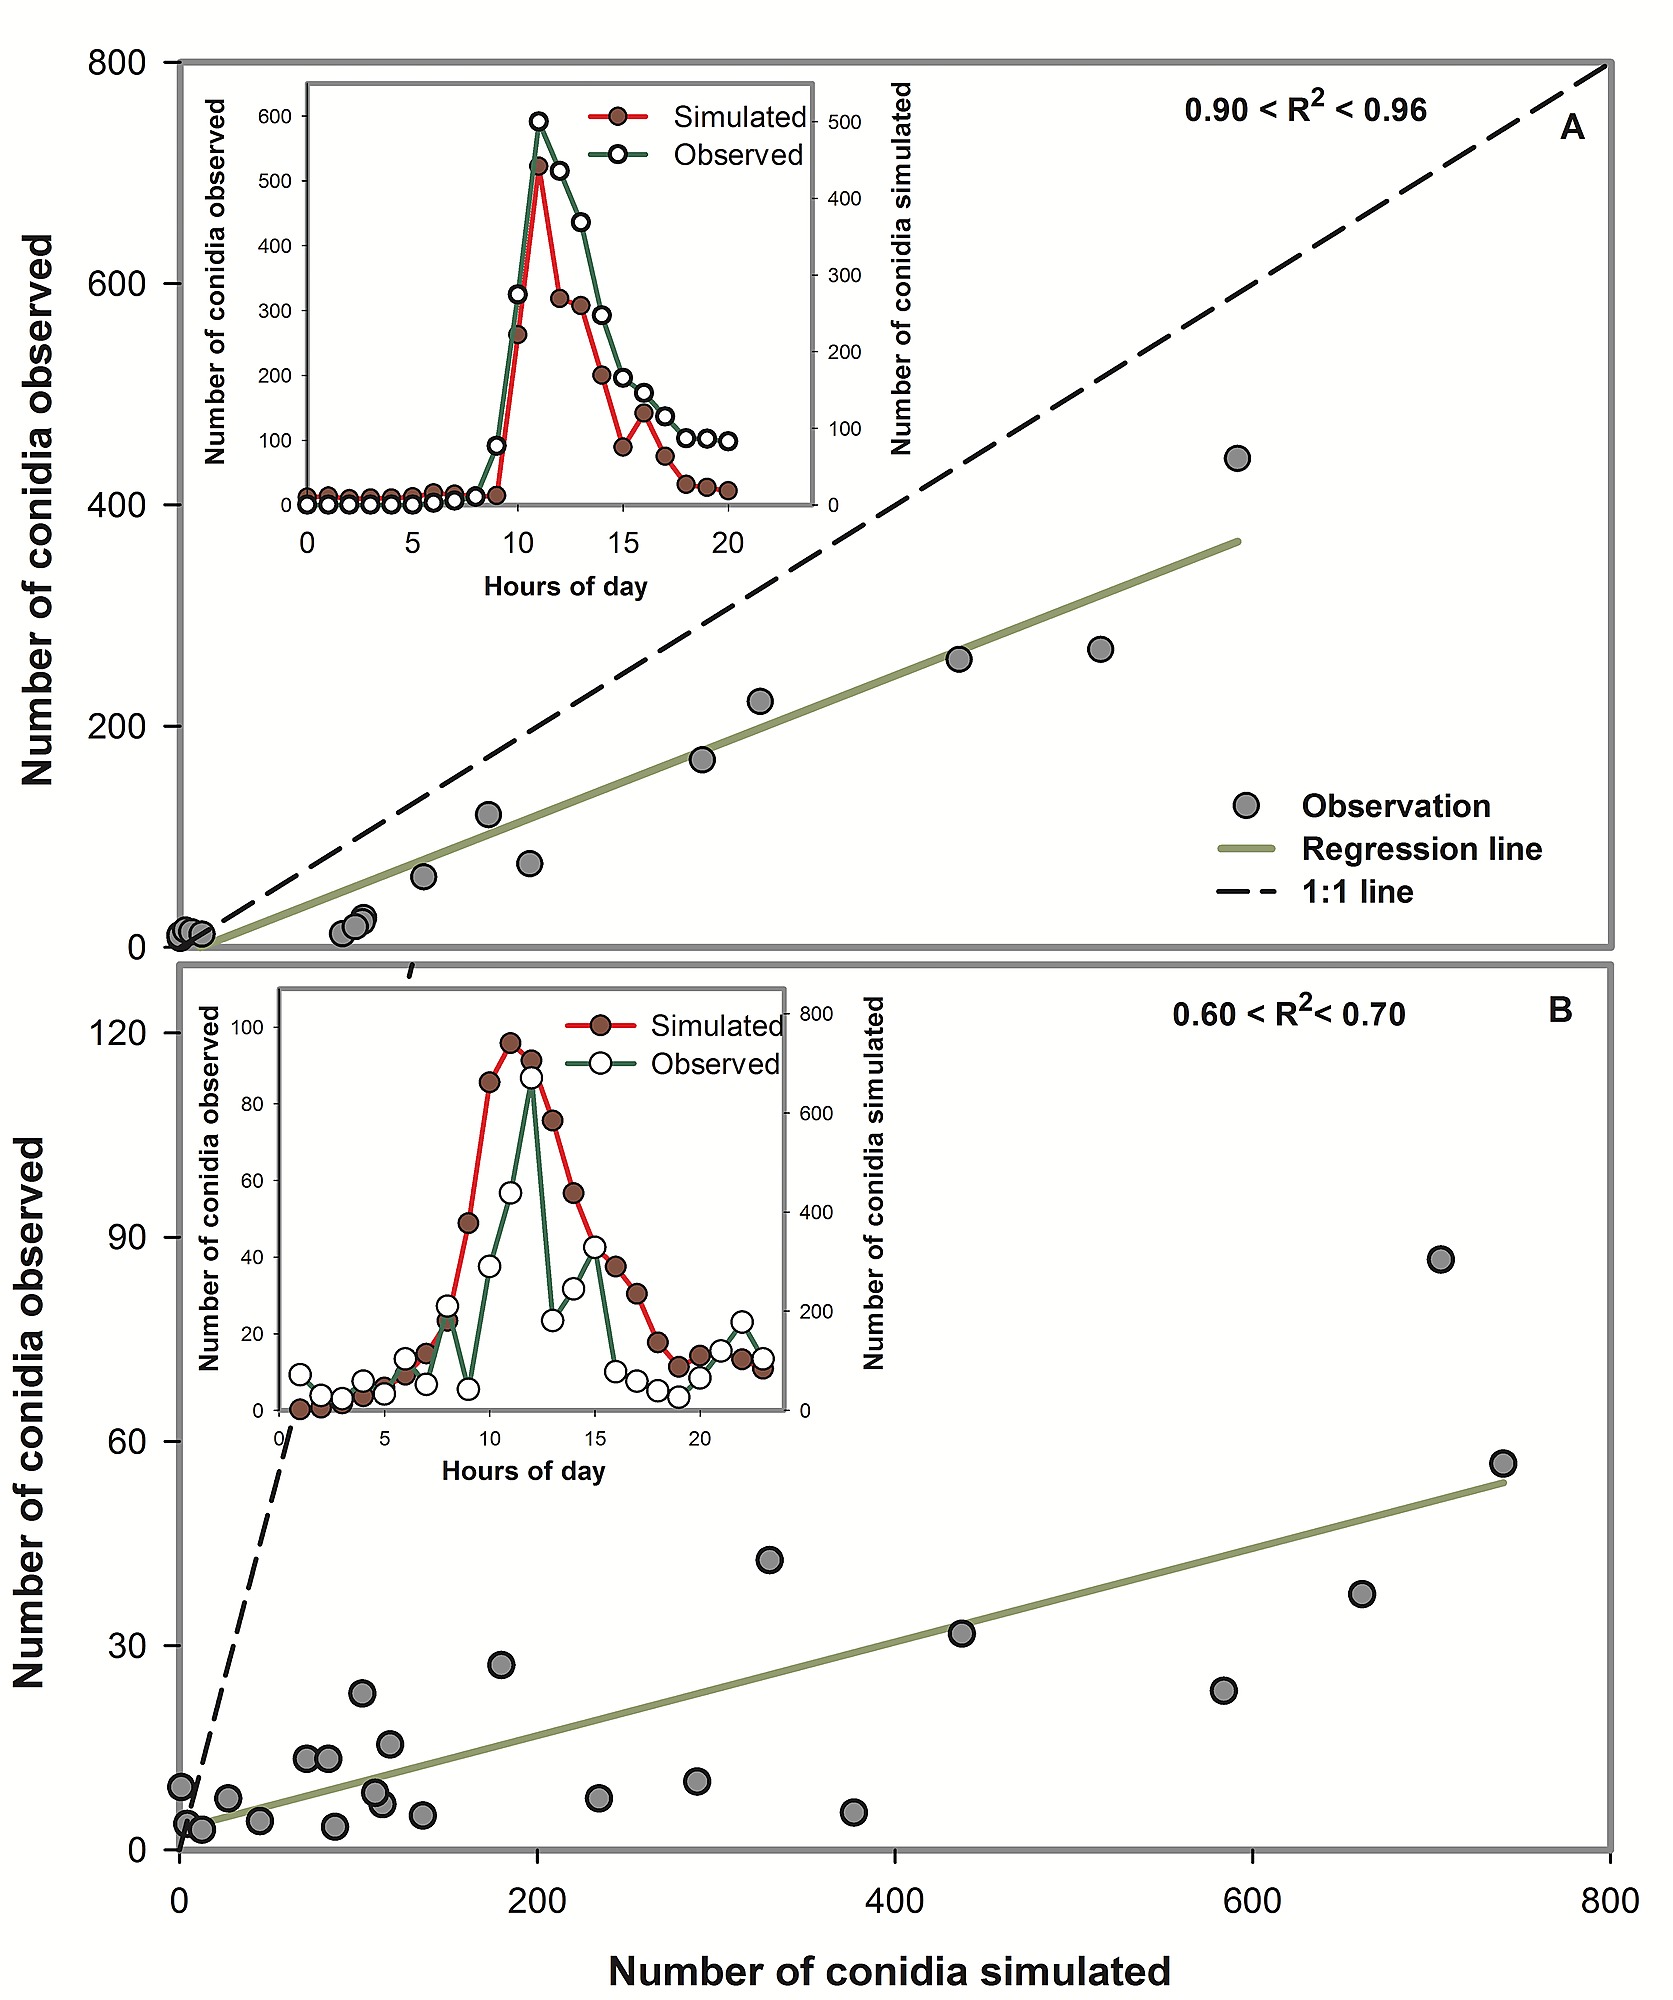 800
600
400
200
0
Number of conidia observed
0.90 < R2 < 0.96
A
Number of conidia observed
600
500
400
300
200
100
0
Simulated
Observed
500
400
300
200
100
0
Number of conidia simulated
0 5 10 15 20
Hours of day
Observation
Regression line
1:1 line
120
90
60
30
0
Number of conidia observed
0.60 < R2< 0.70
B
Number of conidia observed
100
80
60
40
20
0
Simulated
Observed
800
600
400
200
0
Number of conidia simulated
0 5 10 15 20
Hours of day
0 200 400 600 800
Number of conidia simulated